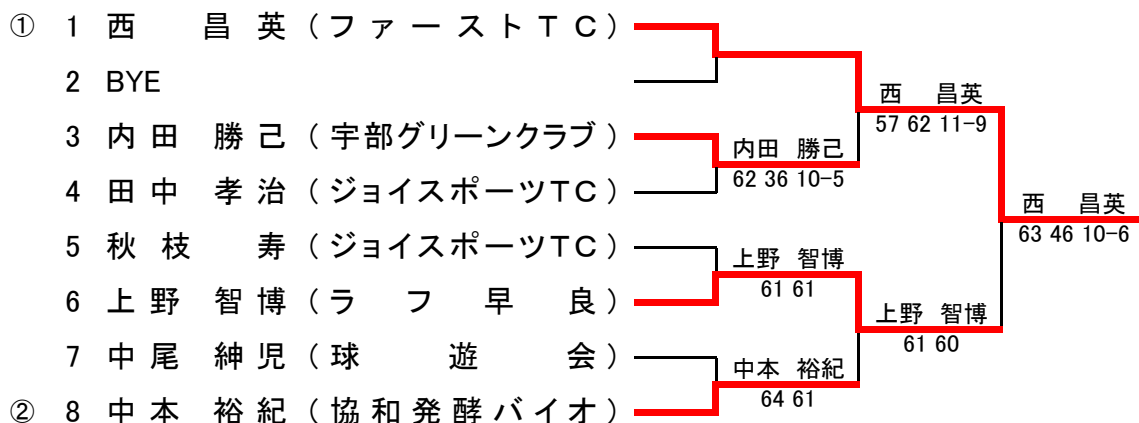 ① 1 西 昌 英 (ファーストTC)
2 BYE
西 昌英
57 62 11-9
3 内 田 勝 己 (宇部グリーンクラブ)
内田 勝己
62 36 10-5
4 田 中 孝 治 (ジョイスポーツTC)
西 昌英
63 46 10-6
5 秋 枝 寿 (ジョイスポーツTC)
上野 智博
61 61
6 上 野 智 博 (ラフ早良)
上野 智博
61 60
7 中 尾 紳 児 (球遊会)
中本 裕紀
64 61
② 8 中 本 裕 紀 (協和発酵バイオ)